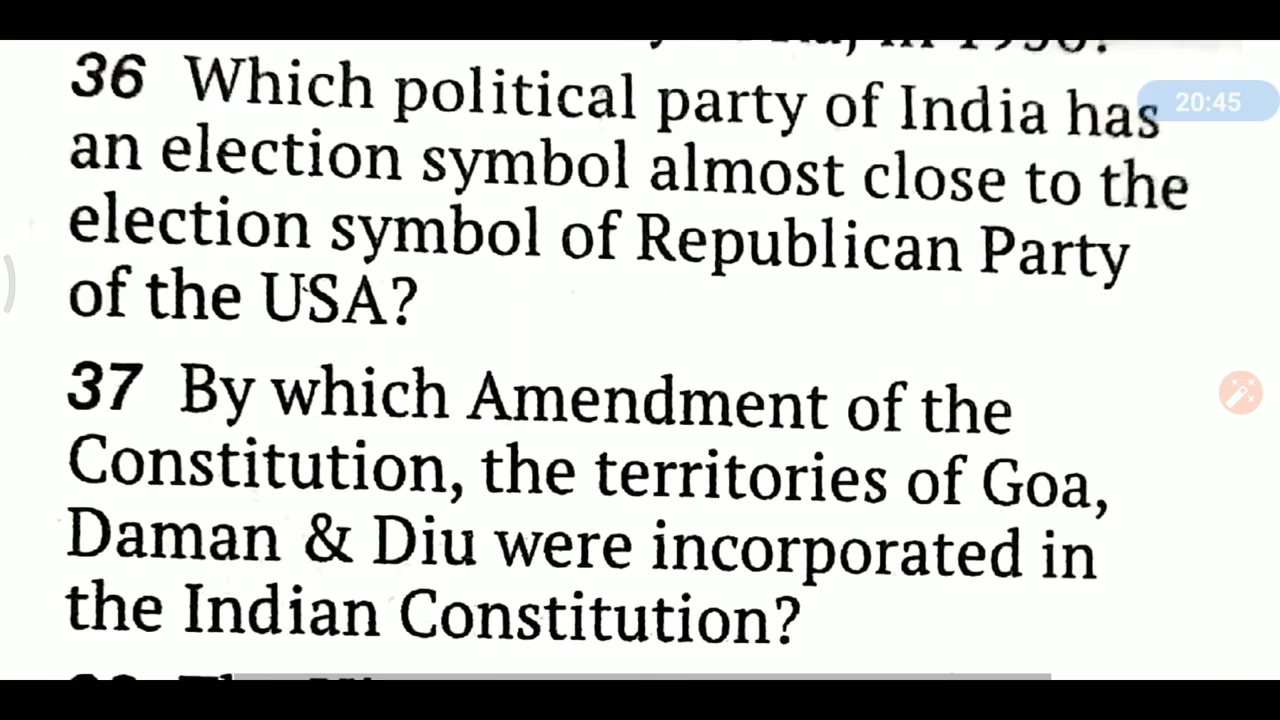 in 1956?
36 Which political party of India has
20:45
an election symbol almost close to the
election symbol of Republican Party
of the USA?
37 By which Amendment of the
Constitution, the territories of Goa,
Daman & Diu were incorporated in
the Indian Constitution?